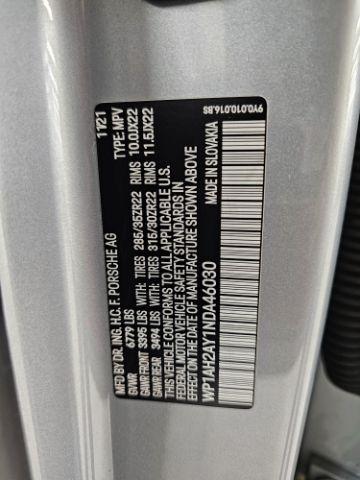 MFD BY DR. ING. H.C. F. PORSCHE AG 11/21
GVWR 6779 LBS TYPE: MPV
GAWR FRONT 3395 LBS WITH: TIRES 285/35ZR22 RIMS 10.0JX22
GAWR REAR 3494 LBS WITH: TIRES 315/30ZR22 RIMS 11.5JX22
THIS VEHICLE CONFORMS TO ALL APPLICABLE U.S.
FEDERAL MOTOR VEHICLE SAFETY STANDARDS IN
EFFECT ON THE DATE OF MANUFACTURE SHOWN ABOVE
WP1AH2AY1NDA46030 MADE IN SLOVAKIA
9Y0.010.016.BS